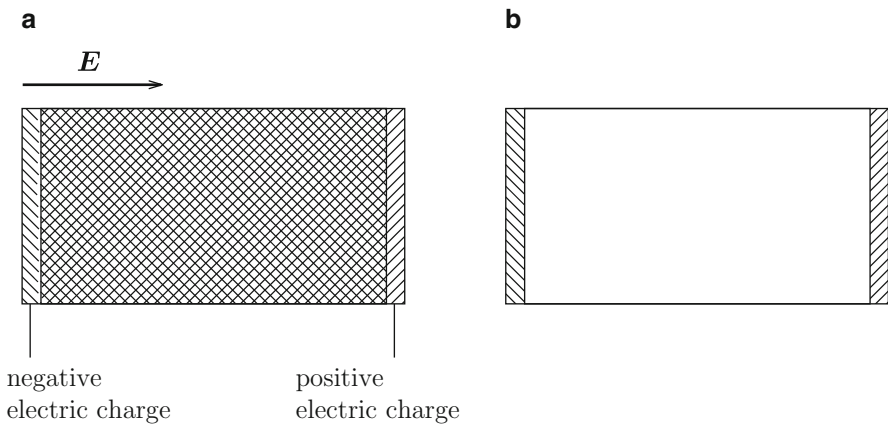 a
E
negative
electric charge
positive
electric charge
b